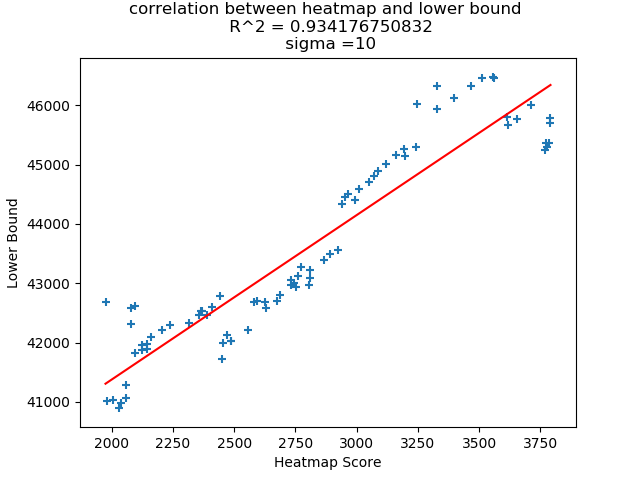 correlation between heatmap and lower bound
R^2 = 0.934176750832
sigma =10
46000
45000
44000
43000
42000
41000
Lower Bound
2000 2250 2500 2750 3000 3250 3500 3750
Heatmap Score